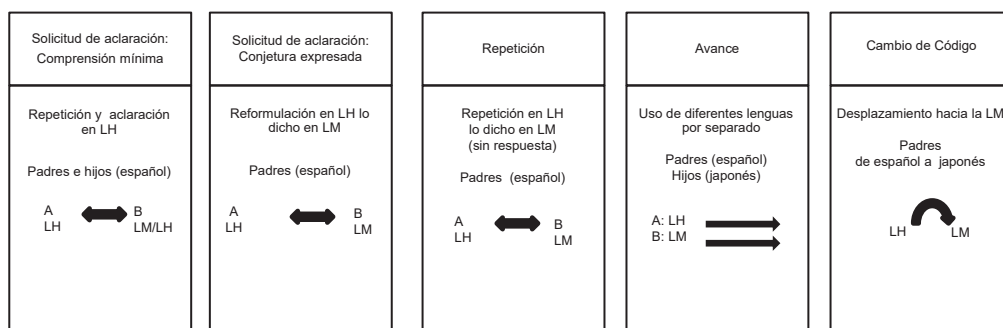 Solicitud de aclaración:
Comprensión mínima
Repetición y aclaración
en LH
Padres e hijos (español)
A
B
LH
LM/LH
Solicitud de aclaración:
Conjetura expresada
Reformulación en LH lo
dicho en LM
Padres (español)
A
B
LH
LM
Repetición
Repetición en LH
lo dicho en LM
(sin respuesta)
Padres (español)
A
B
LH
LM
Avance
Uso de diferentes lenguas
por separado
Padres (español)
Hijos (japonés)
A: LH
B: LM
Cambio de Código
Desplazamiento hacia la LM
Padres
de español a japonés
LH
LM